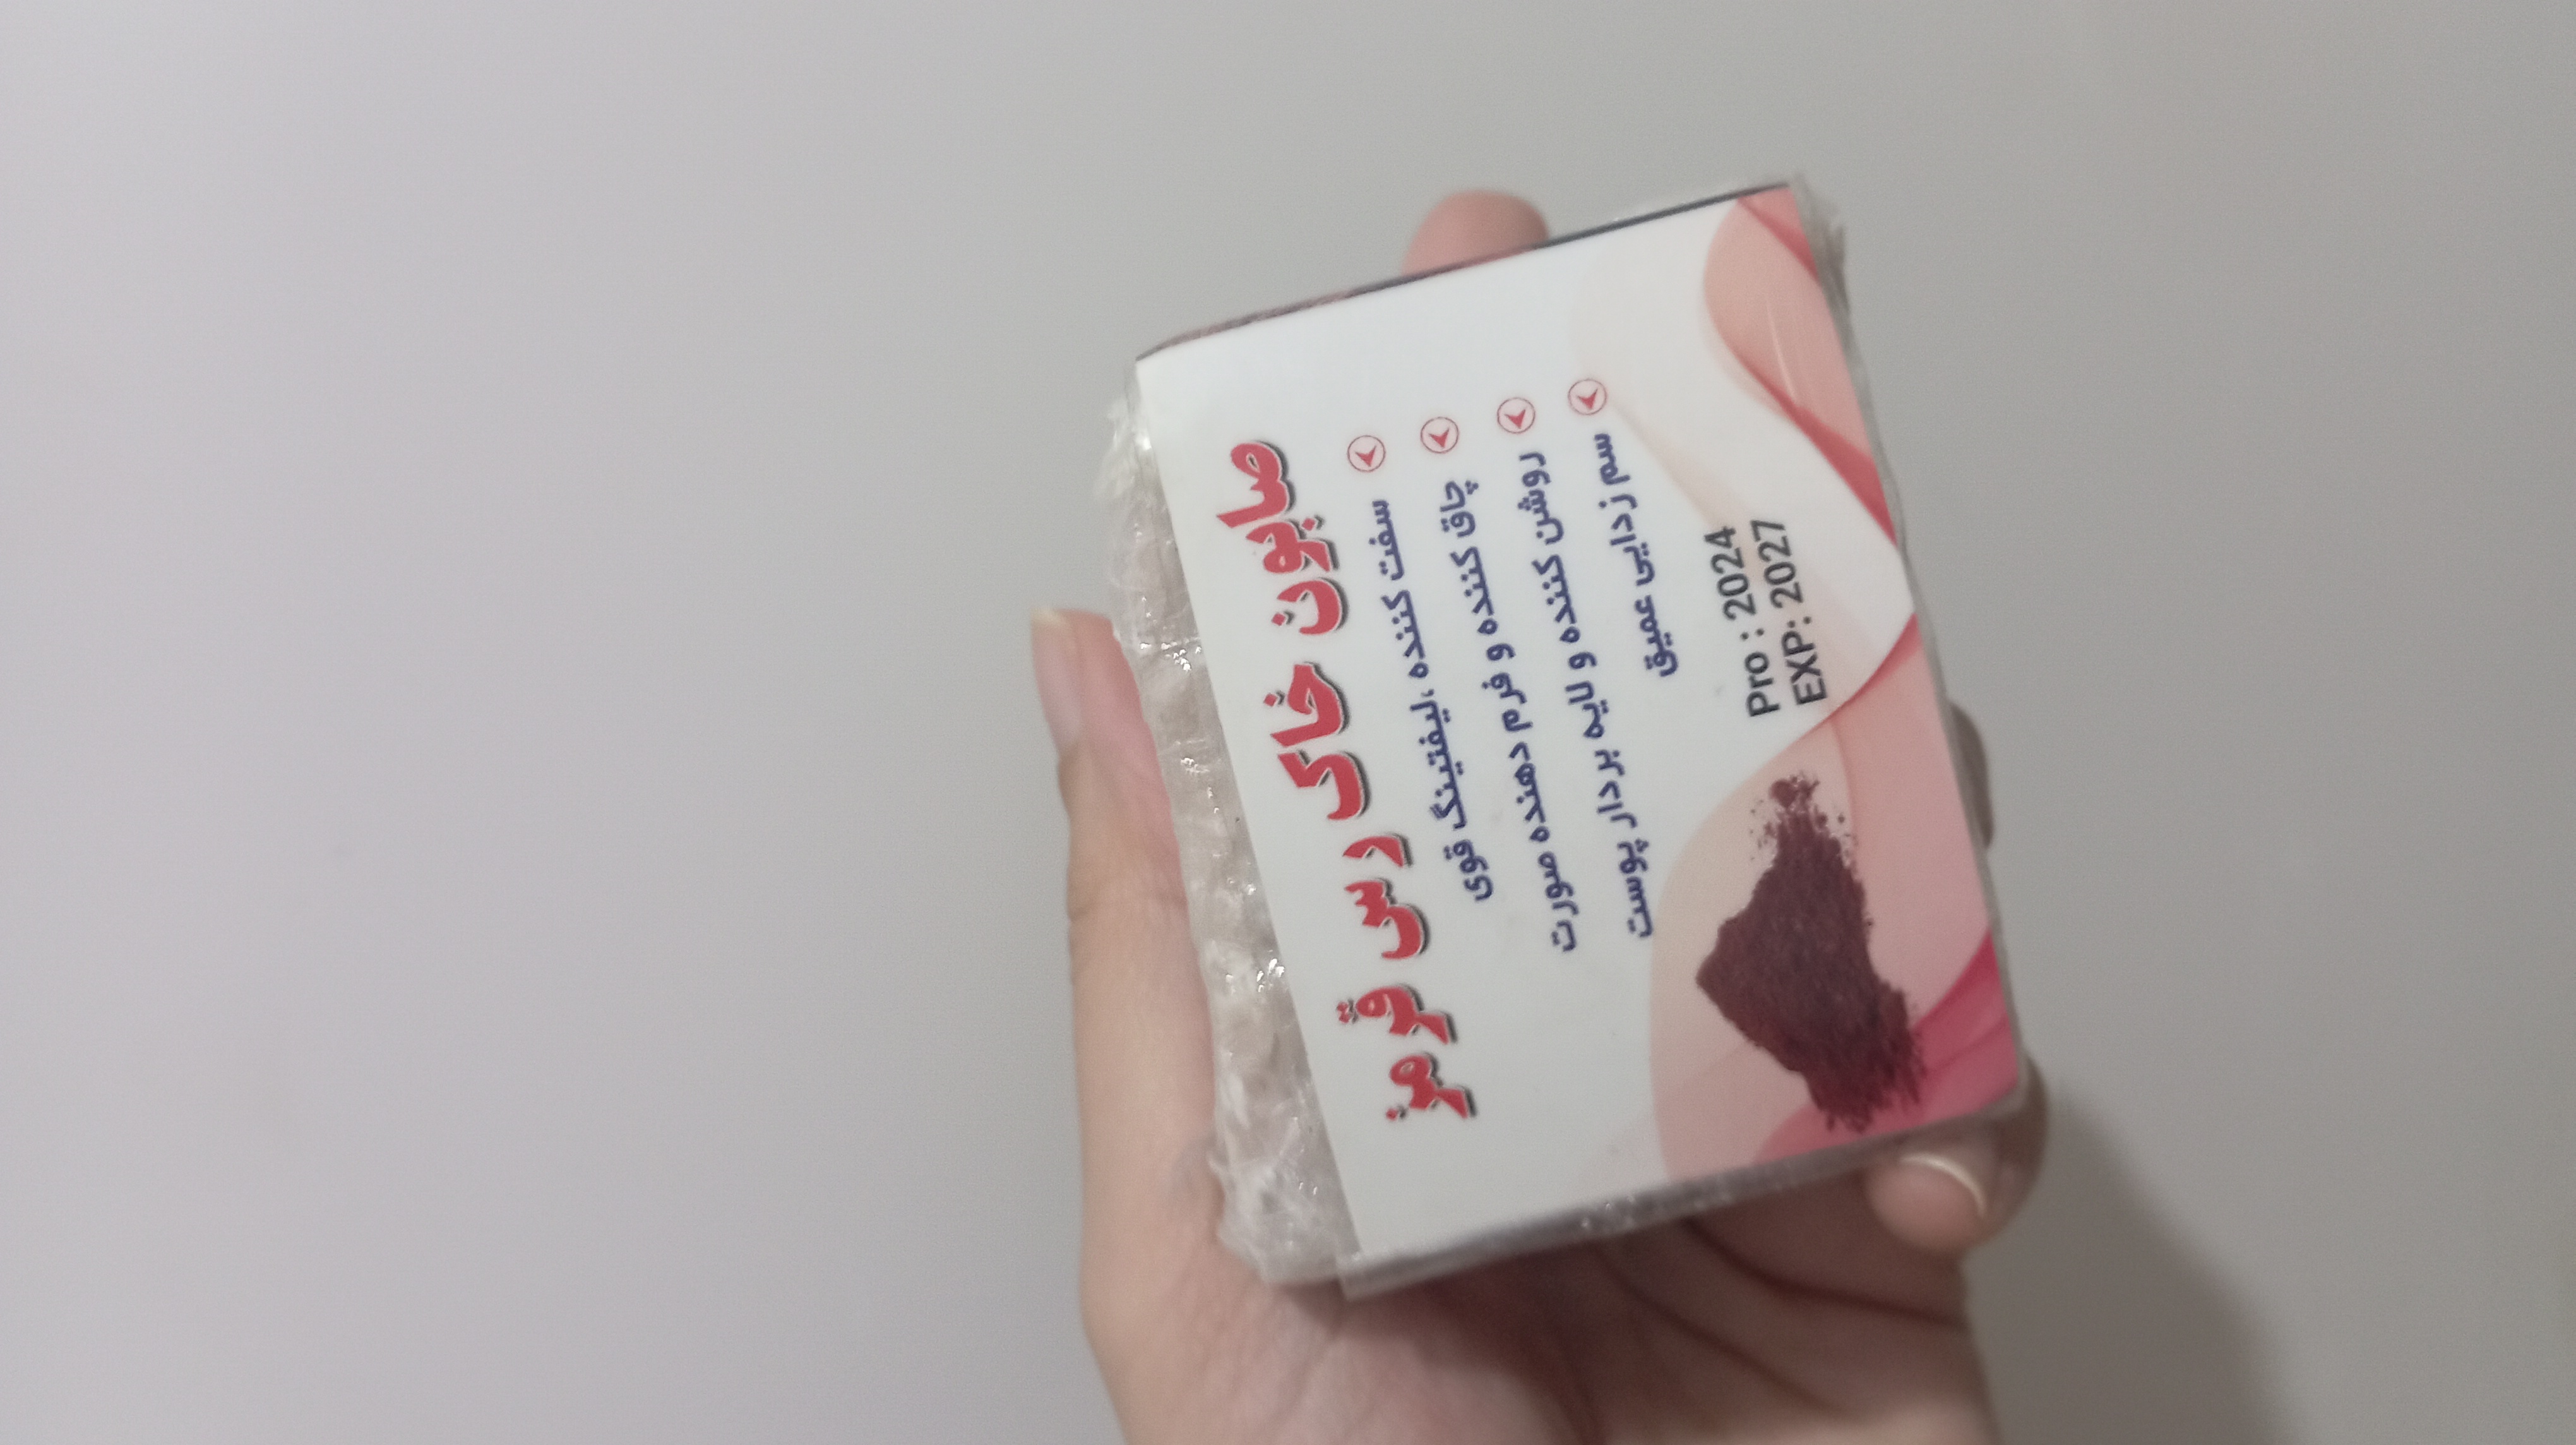 صابون خاک رس قرمز
سفت کننده ،لیفتینگ قوی
چاق کننده و فرم دهنده صورت
روشن کننده و لایه بردار پوست
سم زدایی عمیق
Pro : 2024
EXP: 2027